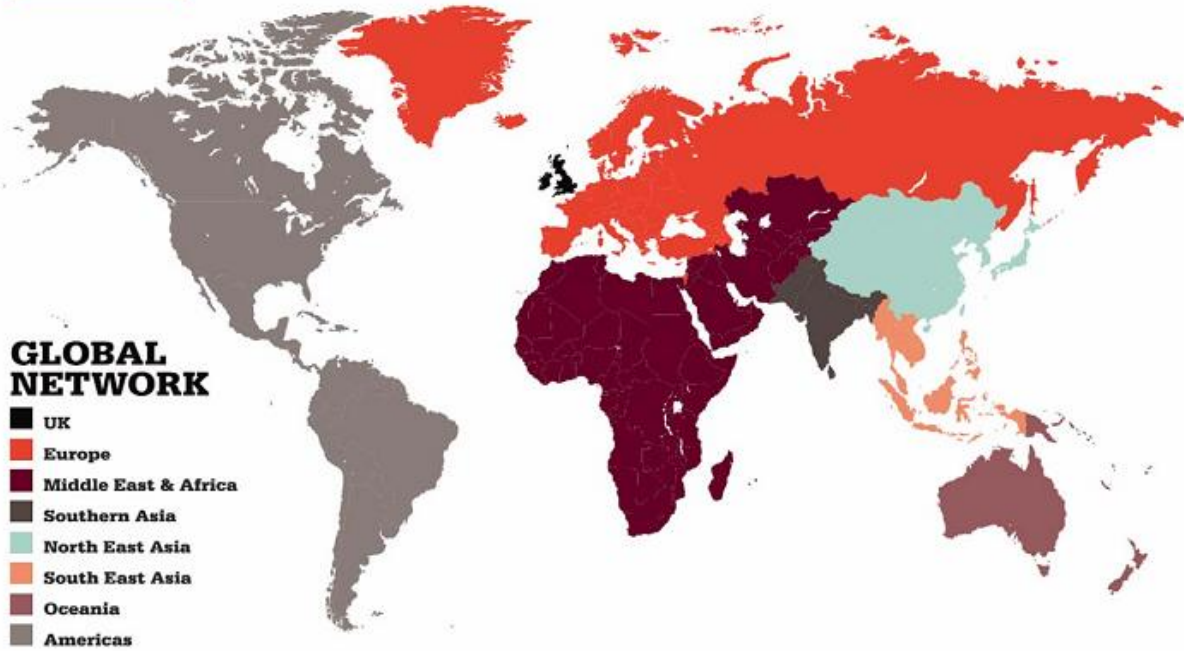 GLOBAL
NETWORK
UK
Europe
Middle East & Africa
Southern Asia
North East Asia
South East Asia
Oceania
Americas